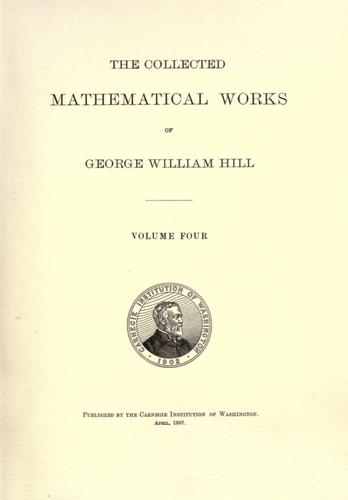 THE COLLECTED
MATHEMATICAL WORKS
OF
GEORGE WILLIAM HILL
VOLUME FOUR
CARNEGIE INSTITUTION OF WASHINGTON
1902
PUBLISHED BY THE CARNEGIE INSTITUTION OF WASHINGTON.
APRIL, 1907.